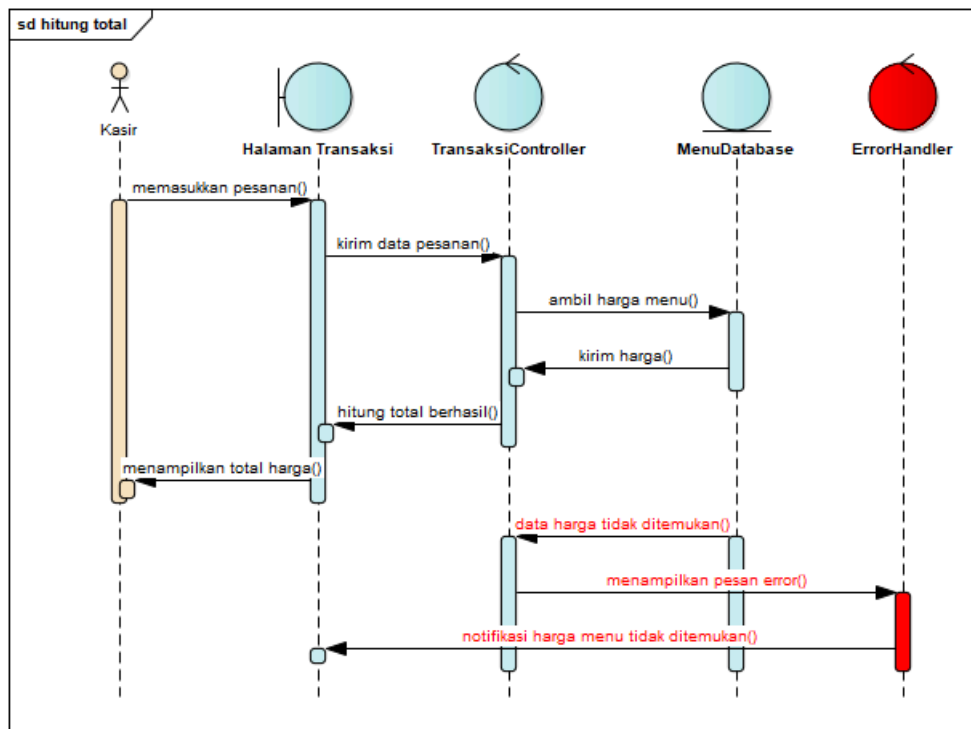 sd hitung total
Kasir
Halaman Transaksi
TransaksiController
MenuDatabase
ErrorHandler
memasukkan pesanan()
kirim data pesanan()
ambil harga menu()
kirim harga()
hitung total berhasil()
menampilkan total harga()
data harga tidak ditemukan()
menampilkan pesan error()
notifikasi harga menu tidak ditemukan()